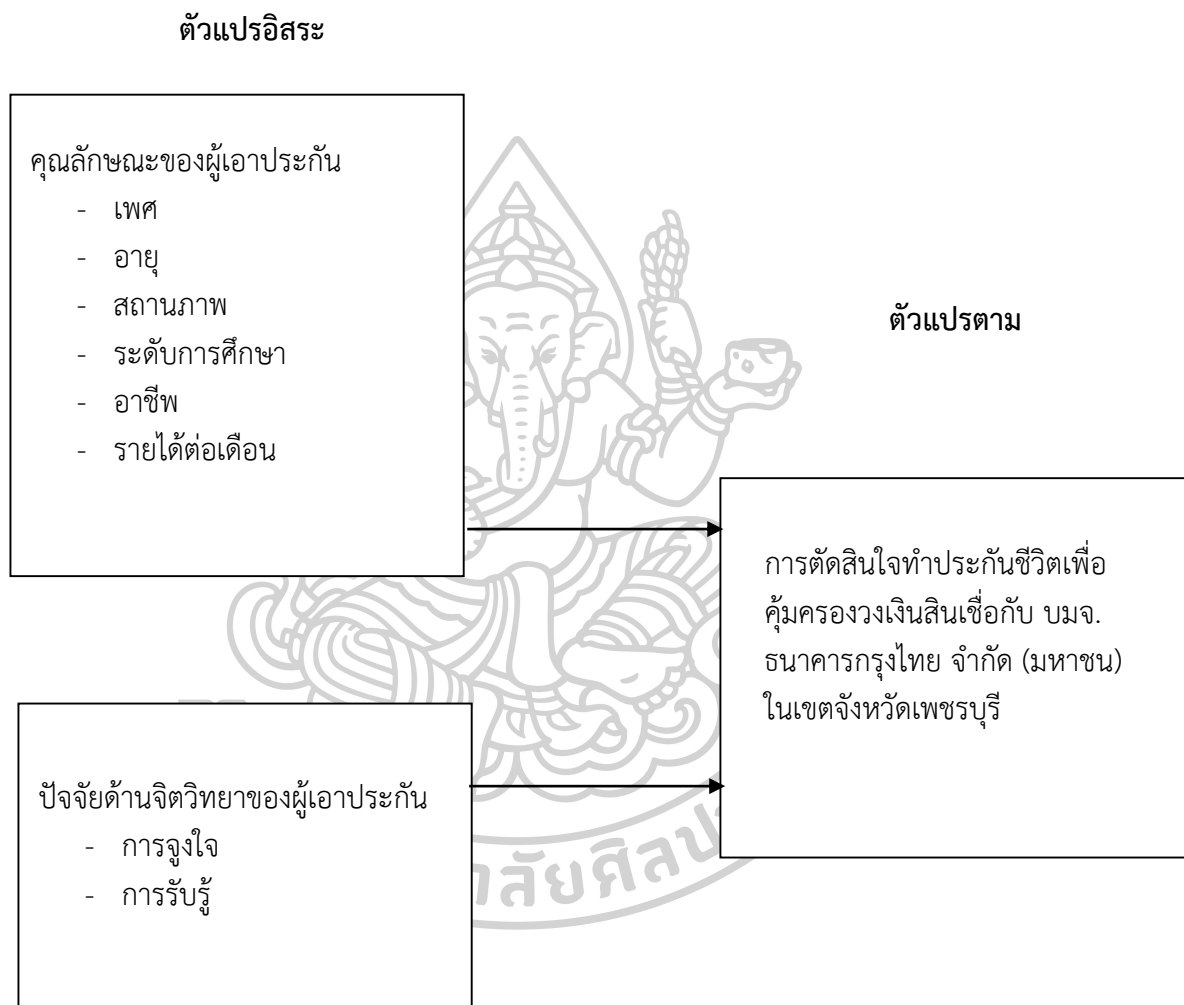 ตัวแปรอิสระ
คุณลักษณะของผู้เอาประกัน
- เพศ
- อายุ
- สถานภาพ
- ระดับการศึกษา
- อาชีพ
- รายได้ต่อเดือน
ตัวแปรตาม
การตัดสินใจทำประกันชีวิตเพื่อ
คุ้มครองวงเงินสินเชื่อกับ บมจ.
ธนาคารกรุงไทย จำกัด (มหาชน)
ในเขตจังหวัดเพชรบุรี
ปัจจัยด้านจิตวิทยาของผู้เอาประกัน
- การจูงใจ
- การรับรู้